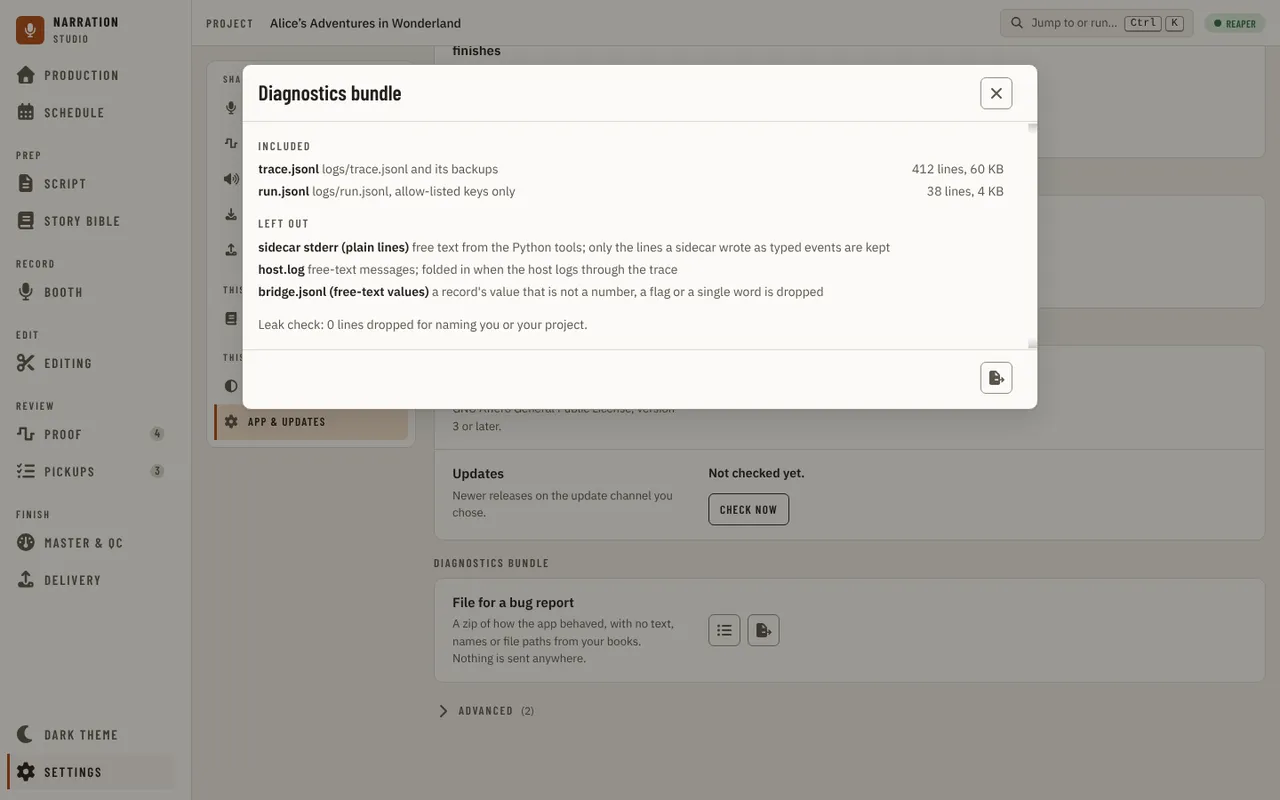 NARRATION
STUDIO
PRODUCTION
SCHEDULE
PREP
SCRIPT
STORY BIBLE
RECORD
BOOTH
EDIT
EDITING
REVIEW
PROOF 4
PICKUPS 3
FINISH
MASTER & QC
DELIVERY
DARK THEME
SETTINGS
PROJECT Alice's Adventures in Wonderland
Jump to or run... Ctrl K
REAPER
finishes
SHA
THIS
THIS
APP & UPDATES
Diagnostics bundle
INCLUDED
trace.jsonl logs/trace.jsonl and its backups 412 lines, 60 KB
run.jsonl logs/run.jsonl, allow-listed keys only 38 lines, 4 KB
LEFT OUT
sidecar stderr (plain lines) free text from the Python tools; only the lines a sidecar wrote as typed events are kept
host.log free-text messages; folded in when the host logs through the trace
bridge.jsonl (free-text values) a record's value that is not a number, a flag or a single word is dropped
Leak check: 0 lines dropped for naming you or your project.
GNU Affero General Public License, version
3 or later.
Updates
Newer releases on the update channel you
chose.
Not checked yet.
CHECK NOW
DIAGNOSTICS BUNDLE
File for a bug report
A zip of how the app behaved, with no text,
names or file paths from your books.
Nothing is sent anywhere.
ADVANCED (2)